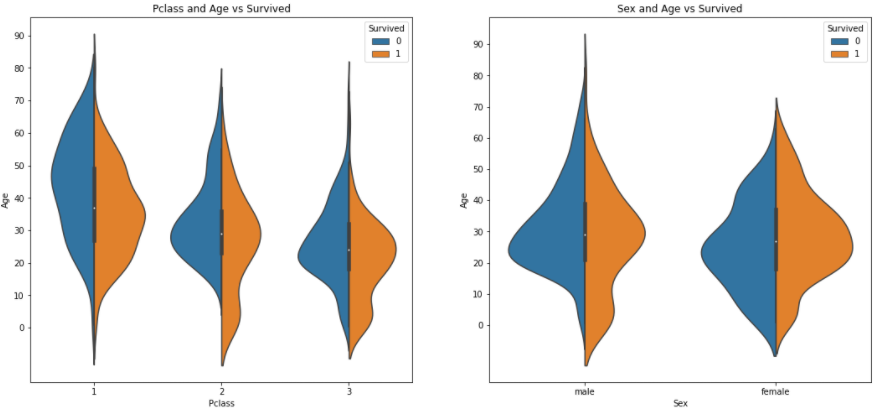 Pclass and Age vs Survived
Survived
0
1
90
80
70
60
50
40
30
20
10
0
Age
1 2 3
Pclass
Sex and Age vs Survived
Survived
0
1
90
80
70
60
50
40
30
20
10
0
Age
male female
Sex